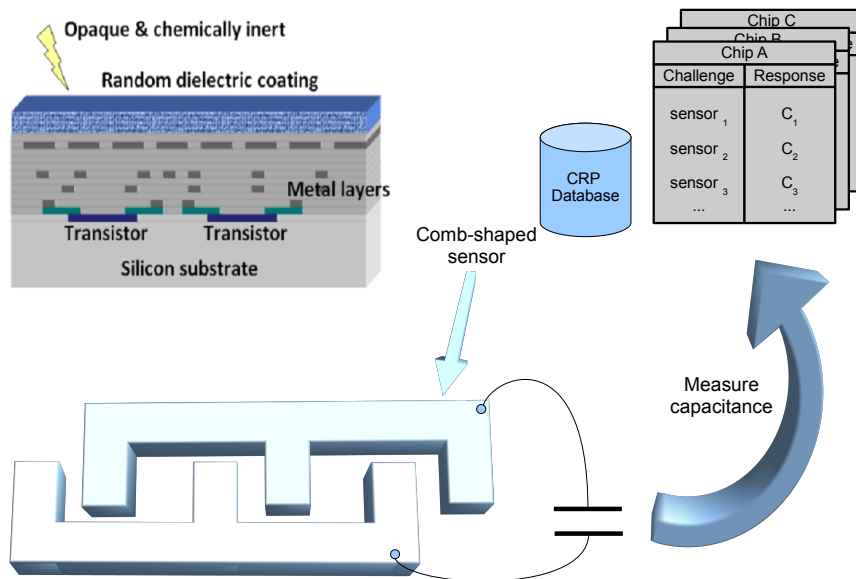 Opaque & chemically inert
Random dielectric coating
Metal layers
Transistor
Transistor
Silicon substrate
Comb-shaped
sensor
CRP
Database
Chip C
Chip B
Chip A
Challenge Response
sensor 1 C1
sensor 2 C2
sensor 3 C3
... ...
Measure
capacitance